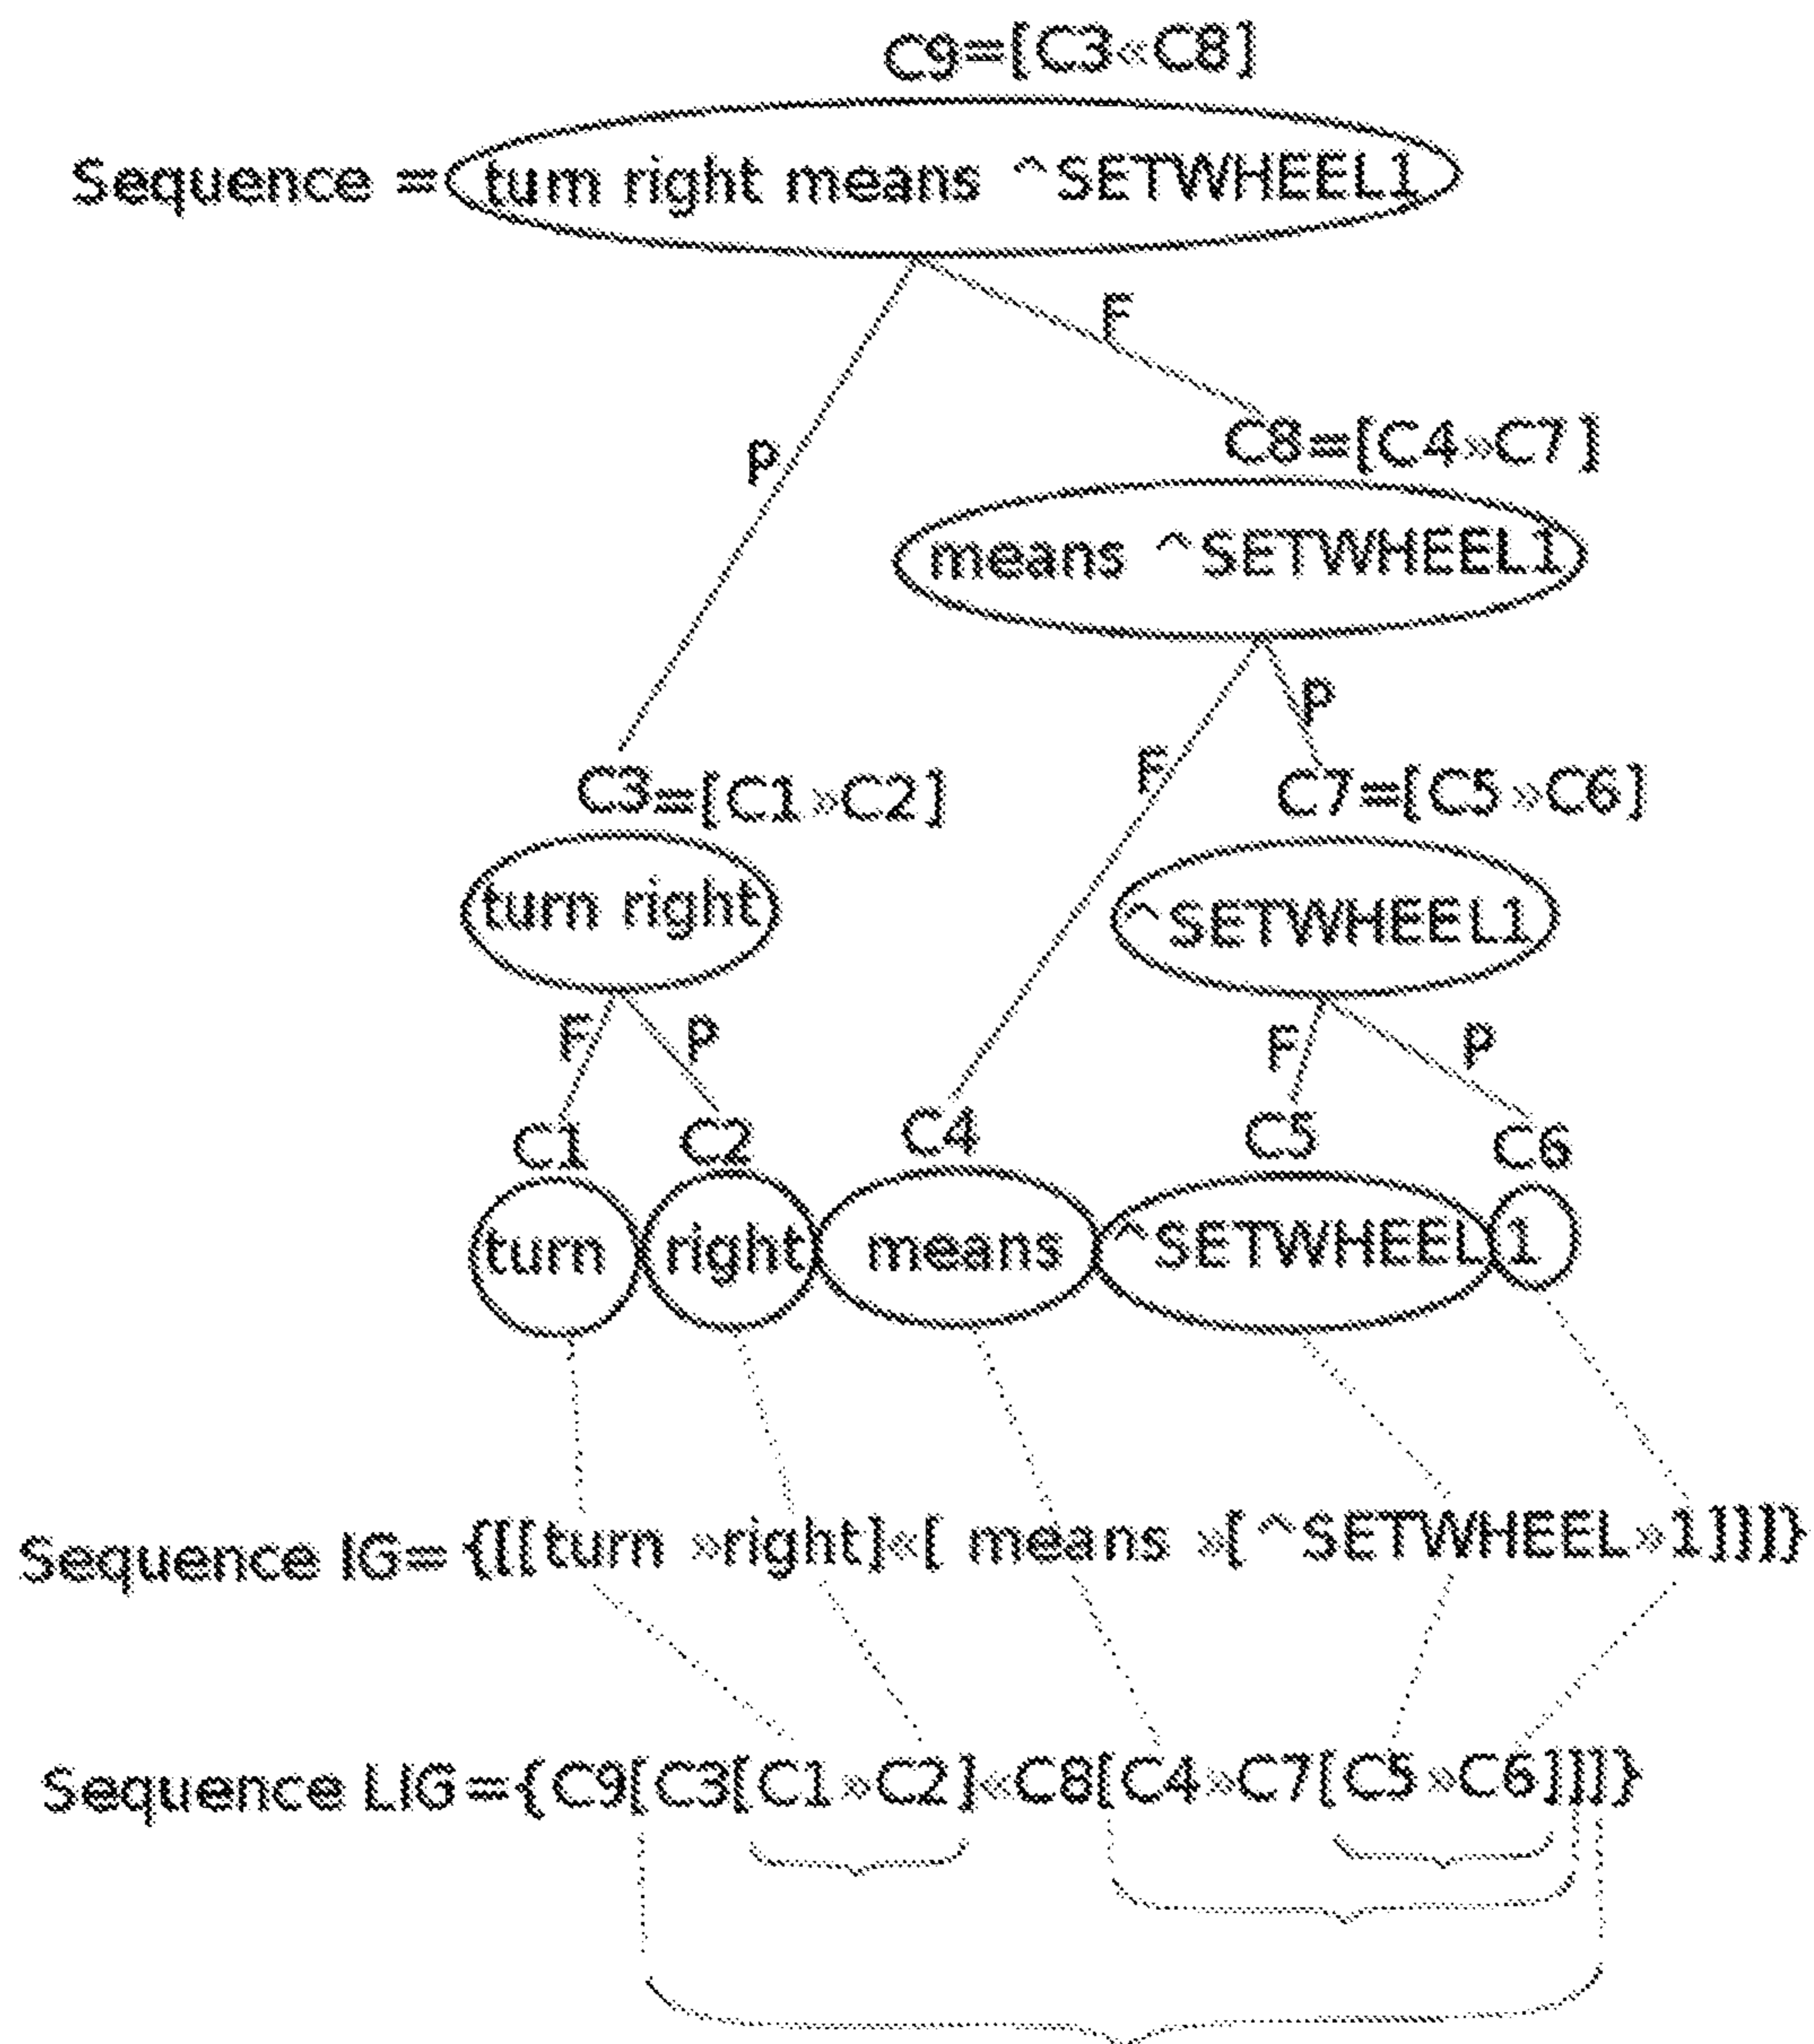 C9=[C3«C8]
Sequence = turn right means ^SETWHEEL1
F
P
C8=[C4»C7]
means ^SETWHEEL1
P
F
C3=[C1»C2]
C7=[C5»C6]
turn right
^SETWHEEL1
F P F P
C1 C2 C4 C5 C6
turn right means ^SETWHEEL 1
Sequence IG= {[[turn »right]«[ means »[^SETWHEEL»1]]]}
Sequence LIG={C9[C3[C1»C2]«C8[C4»C7[C5»C6]]]}